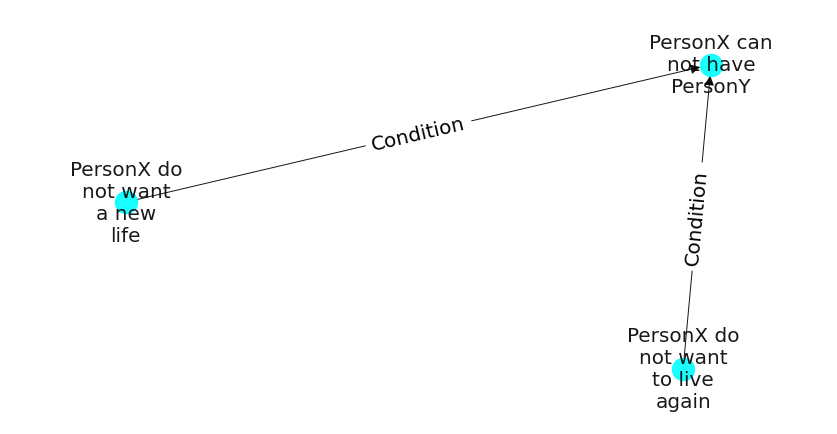 PersonX can
not have
PersonY
Condition
PersonX do
not want
a new
life
Condition
PersonX do
not want
to live
again